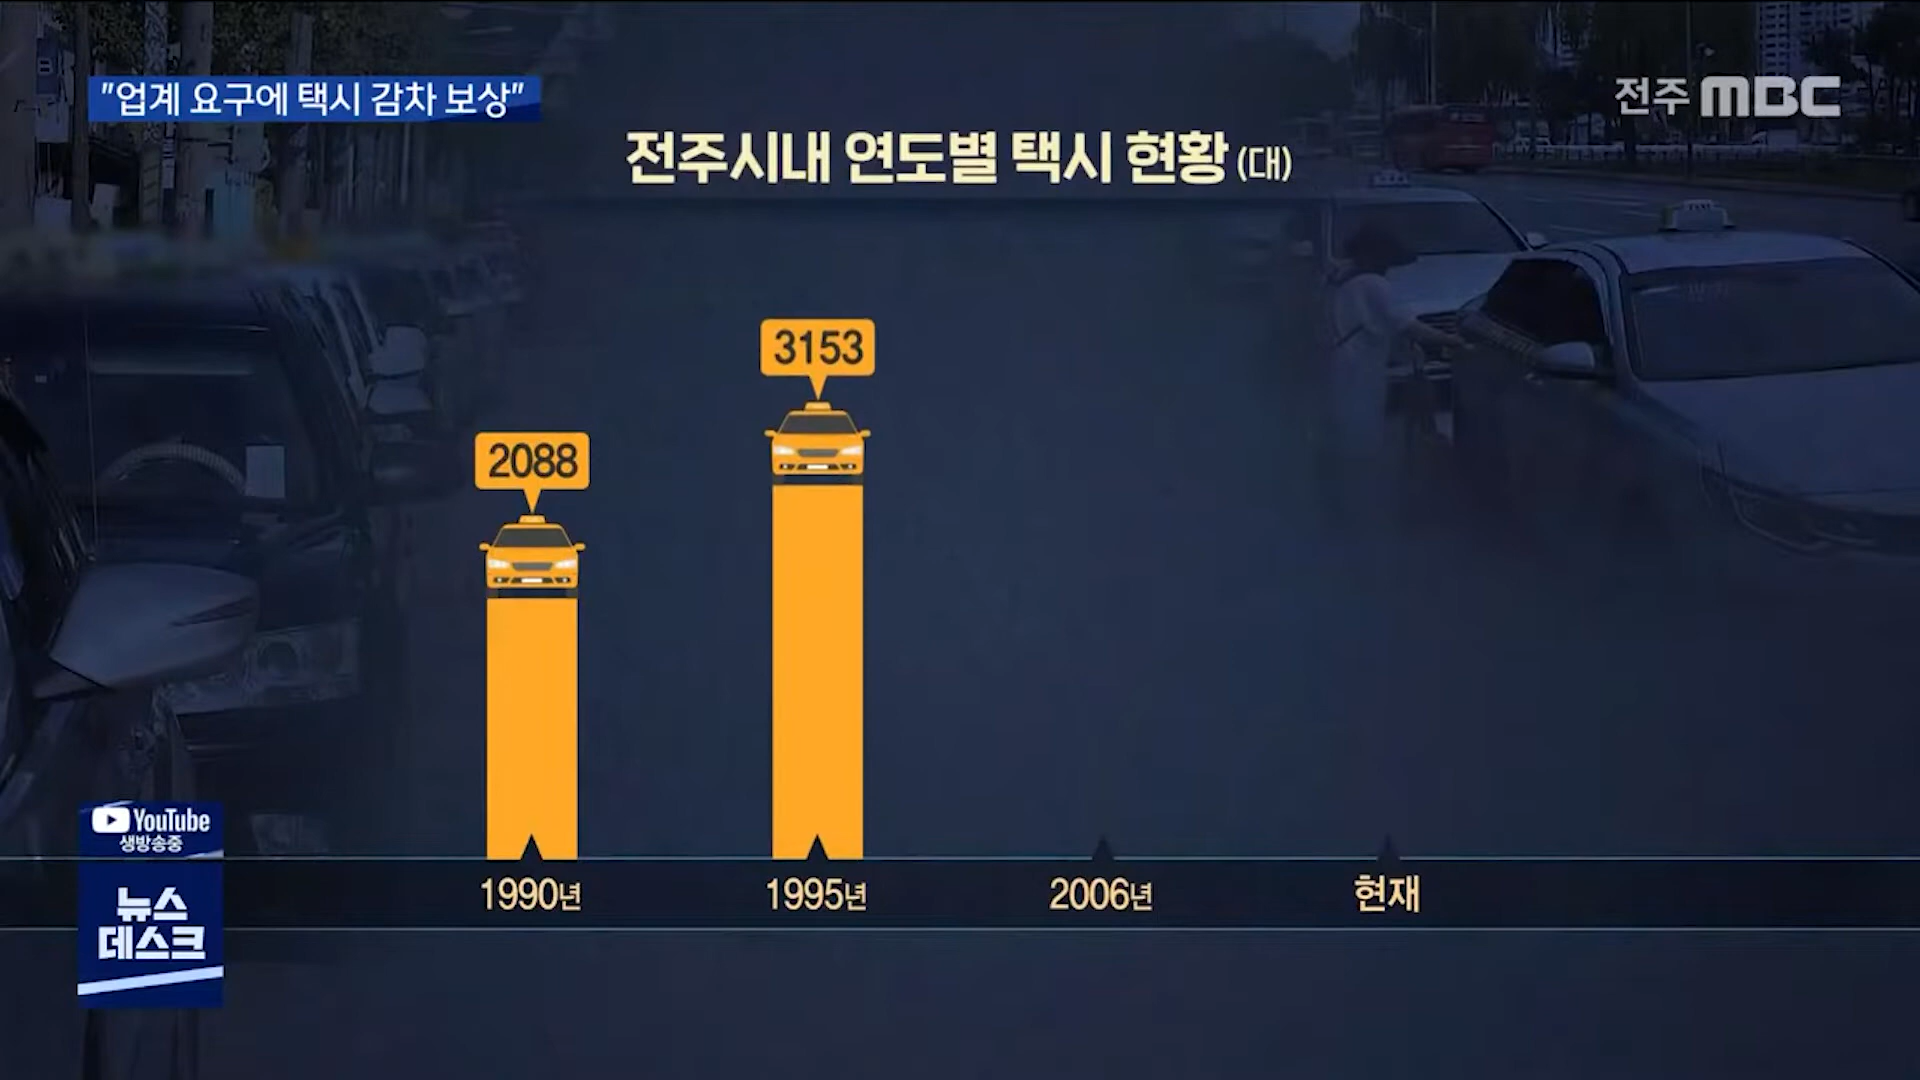 "업계 요구에 택시 감차 보상"
전주 MBC
전주시내 연도별 택시 현황 (대)
3153
2088
YouTube
생방송중
1990년 1995년 2006년 현재
뉴스
데스크